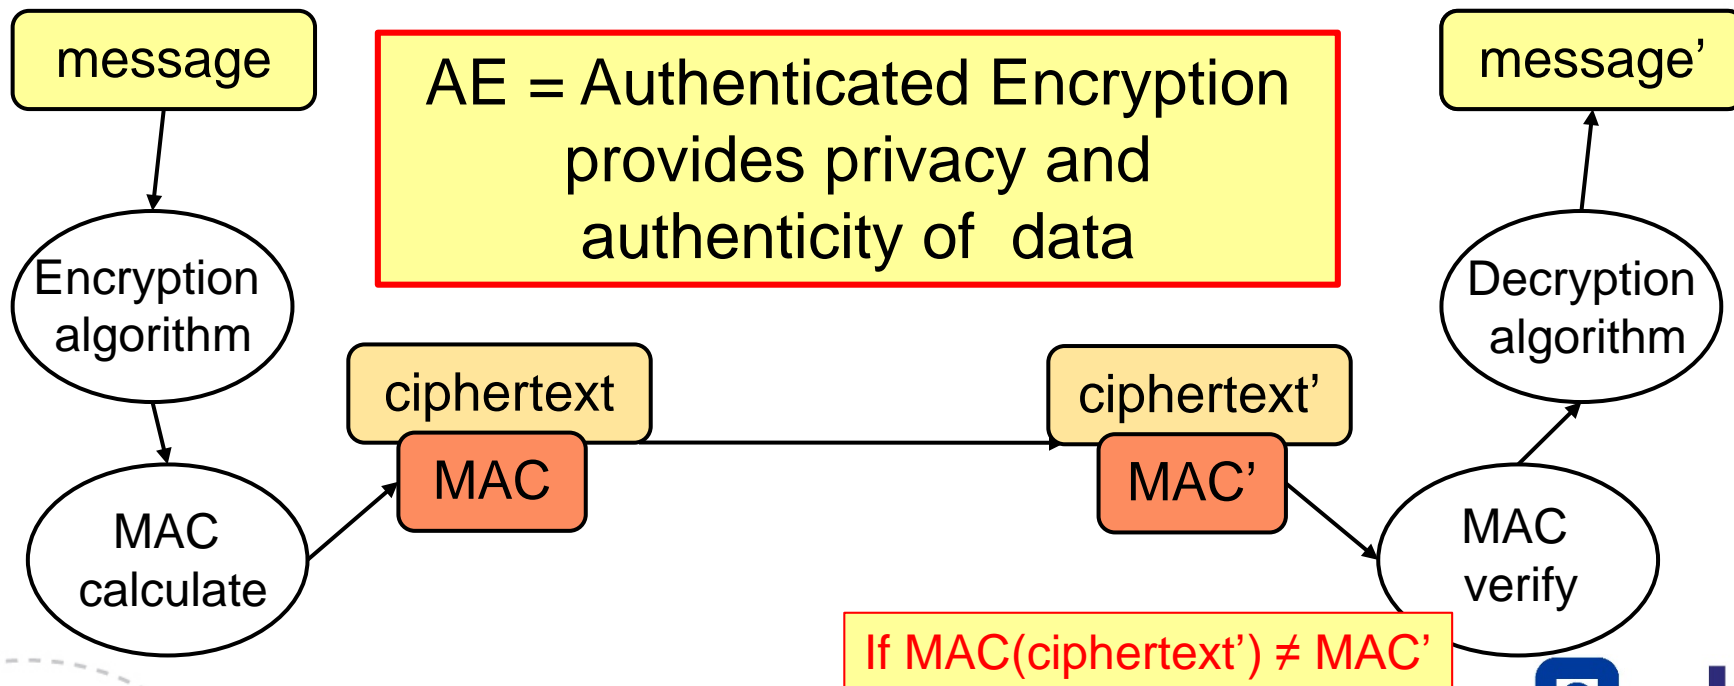 message
AE = Authenticated Encryption
provides privacy and
authenticity of data
message’
Encryption
algorithm
Decryption
algorithm
ciphertext
MAC
ciphertext’
MAC’
MAC
calculate
MAC
verify
If MAC(ciphertext’) ≠ MAC’